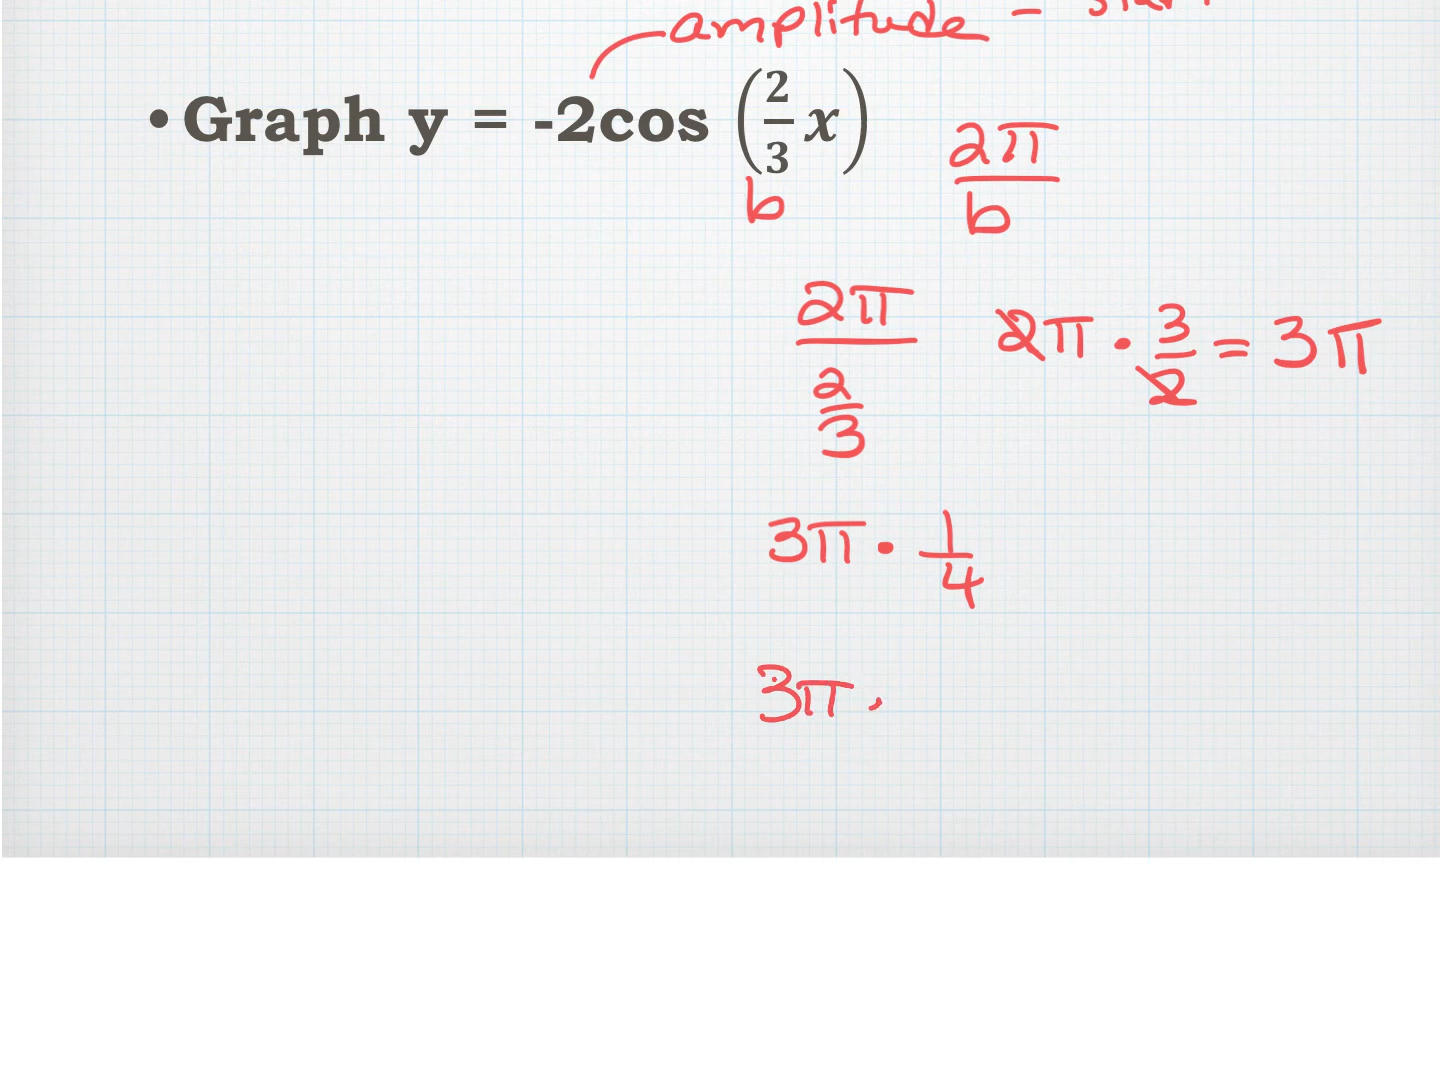 amplitude -
• Graph y = -2cos (2/3 x)
b
2π/b
2π/(2/3)
2π · 3/2 = 3π
3π · 1/4
3π ·